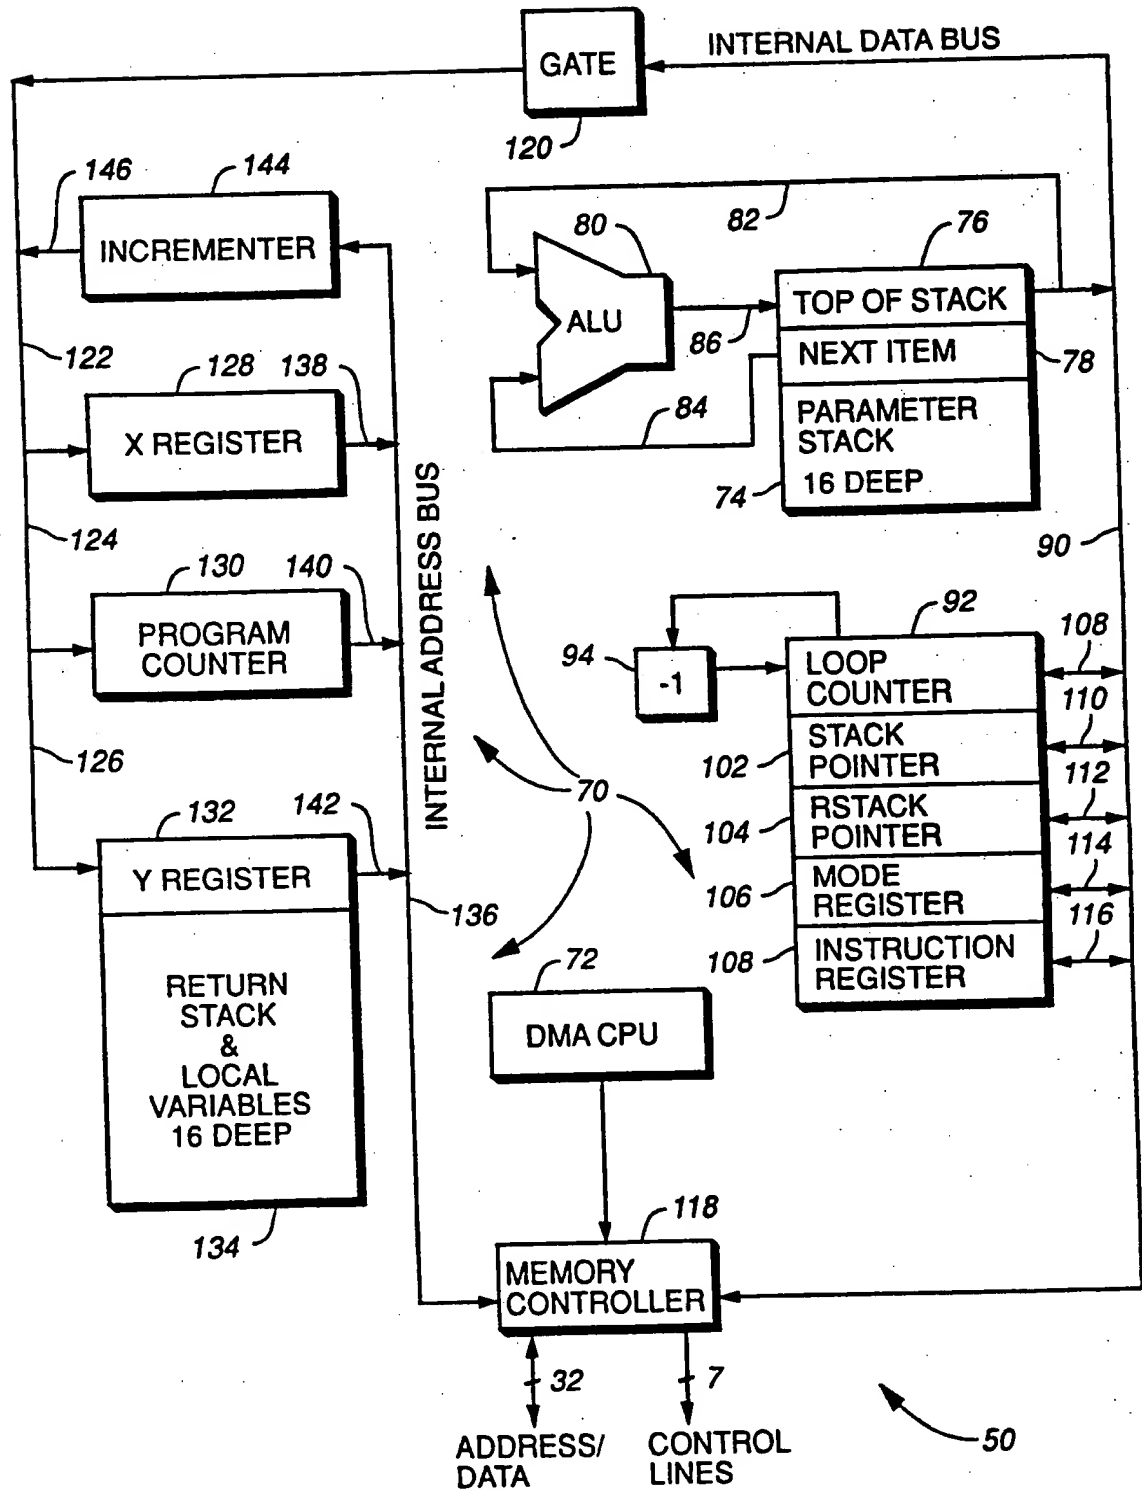 GATE
INTERNAL DATA BUS
120
146
144
INCREMENTER
82
80
76
ALU
86
TOP OF STACK
NEXT ITEM
78
84
PARAMETER
STACK
16 DEEP
74
122
128
138
X REGISTER
124
90
INTERNAL ADDRESS BUS
130
140
PROGRAM
COUNTER
126
94
-1
92
LOOP
COUNTER
108
110
102
STACK
POINTER
112
70
104
RSTACK
POINTER
114
106
MODE
REGISTER
116
108
INSTRUCTION
REGISTER
132
142
Y REGISTER
136
RETURN
STACK
&
LOCAL
VARIABLES
16 DEEP
134
72
DMA CPU
118
MEMORY
CONTROLLER
32
7
ADDRESS/
DATA
CONTROL
LINES
50